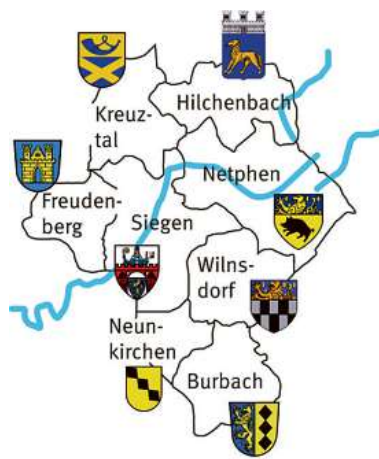 Kreuz-
tal
Hilchenbach
Netphen
Freuden-
berg
Siegen
Wilns-
dorf
Neun-
kirchen
Burbach